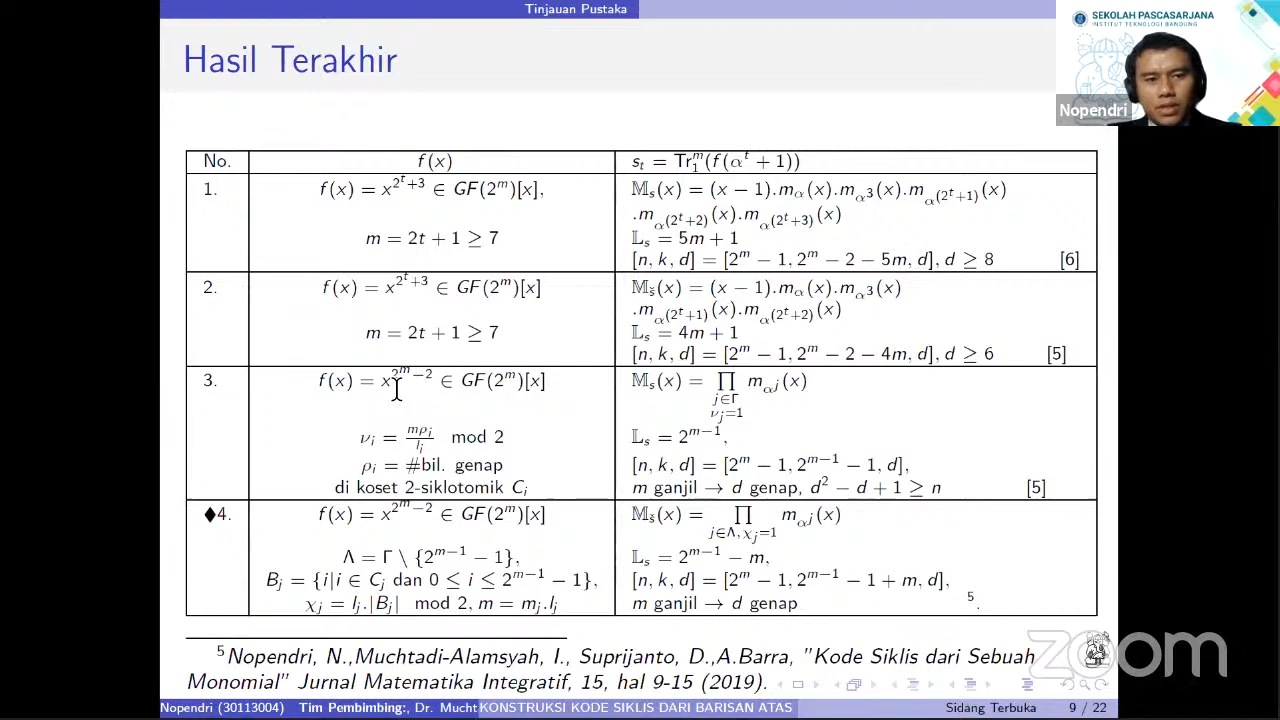 Tinjauan Pustaka
SEKOLAH PASCASARJANA
INSTITUT TEKNOLOGI BANDUNG
Hasil Terakhir
Nopendri
No. f(x) s_t = Tr_1^m(f(α^t + 1))
1. f(x) = x^{2^t+3} ∈ GF(2^m)[x], 𝕄_s(x) = (x − 1).m_α(x).m_{α^3}(x).m_{α^{(2^t+1)}}(x)
.m_{α^{(2^t+2)}}(x).m_{α^{(2^t+3)}}(x)
m = 2t + 1 ≥ 7 𝕃_s = 5m + 1
[n, k, d] = [2^m − 1, 2^m − 2 − 5m, d], d ≥ 8 [6]
2. f(x) = x^{2^t+3} ∈ GF(2^m)[x] 𝕄_š(x) = (x − 1).m_α(x).m_{α^3}(x)
.m_{α^{(2^t+1)}}(x).m_{α^{(2^t+2)}}(x)
m = 2t + 1 ≥ 7 𝕃_s = 4m + 1
[n, k, d] = [2^m − 1, 2^m − 2 − 4m, d], d ≥ 6 [5]
3. f(x) = x^{2^m−2} ∈ GF(2^m)[x] 𝕄_s(x) = ∏_{j∈Γ, ν_j=1} m_{α^j}(x)
ν_i = mρ_i/l_i mod 2 𝕃_s = 2^{m−1},
ρ_i = #bil. genap [n, k, d] = [2^m − 1, 2^{m−1} − 1, d],
di koset 2-siklotomik C_i m ganjil → d genap, d^2 − d + 1 ≥ n [5]
♦4. f(x) = x^{2^m−2} ∈ GF(2^m)[x] 𝕄_š(x) = ∏_{j∈Λ,χ_j=1} m_{α^j}(x)
Λ = Γ \ {2^{m−1} − 1}, 𝕃_s = 2^{m−1} − m,
B_j = {i|i ∈ C_j dan 0 ≤ i ≤ 2^{m−1} − 1}, [n, k, d] = [2^m − 1, 2^{m−1} − 1 + m, d],
χ_j = l_j.|B_j| mod 2, m = m_j.l_j m ganjil → d genap 5.
5Nopendri, N.,Muchtadi-Alamsyah, I., Suprijanto, D.,A.Barra, "Kode Siklis dari Sebuah
Monomial" Jurnal Matematika Integratif, 15, hal 9-15 (2019).
zoom
Nopendri (30113004) Tim Pembimbing:, Dr. Mucht KONSTRUKSI KODE SIKLIS DARI BARISAN ATAS Sidang Terbuka 9 / 22